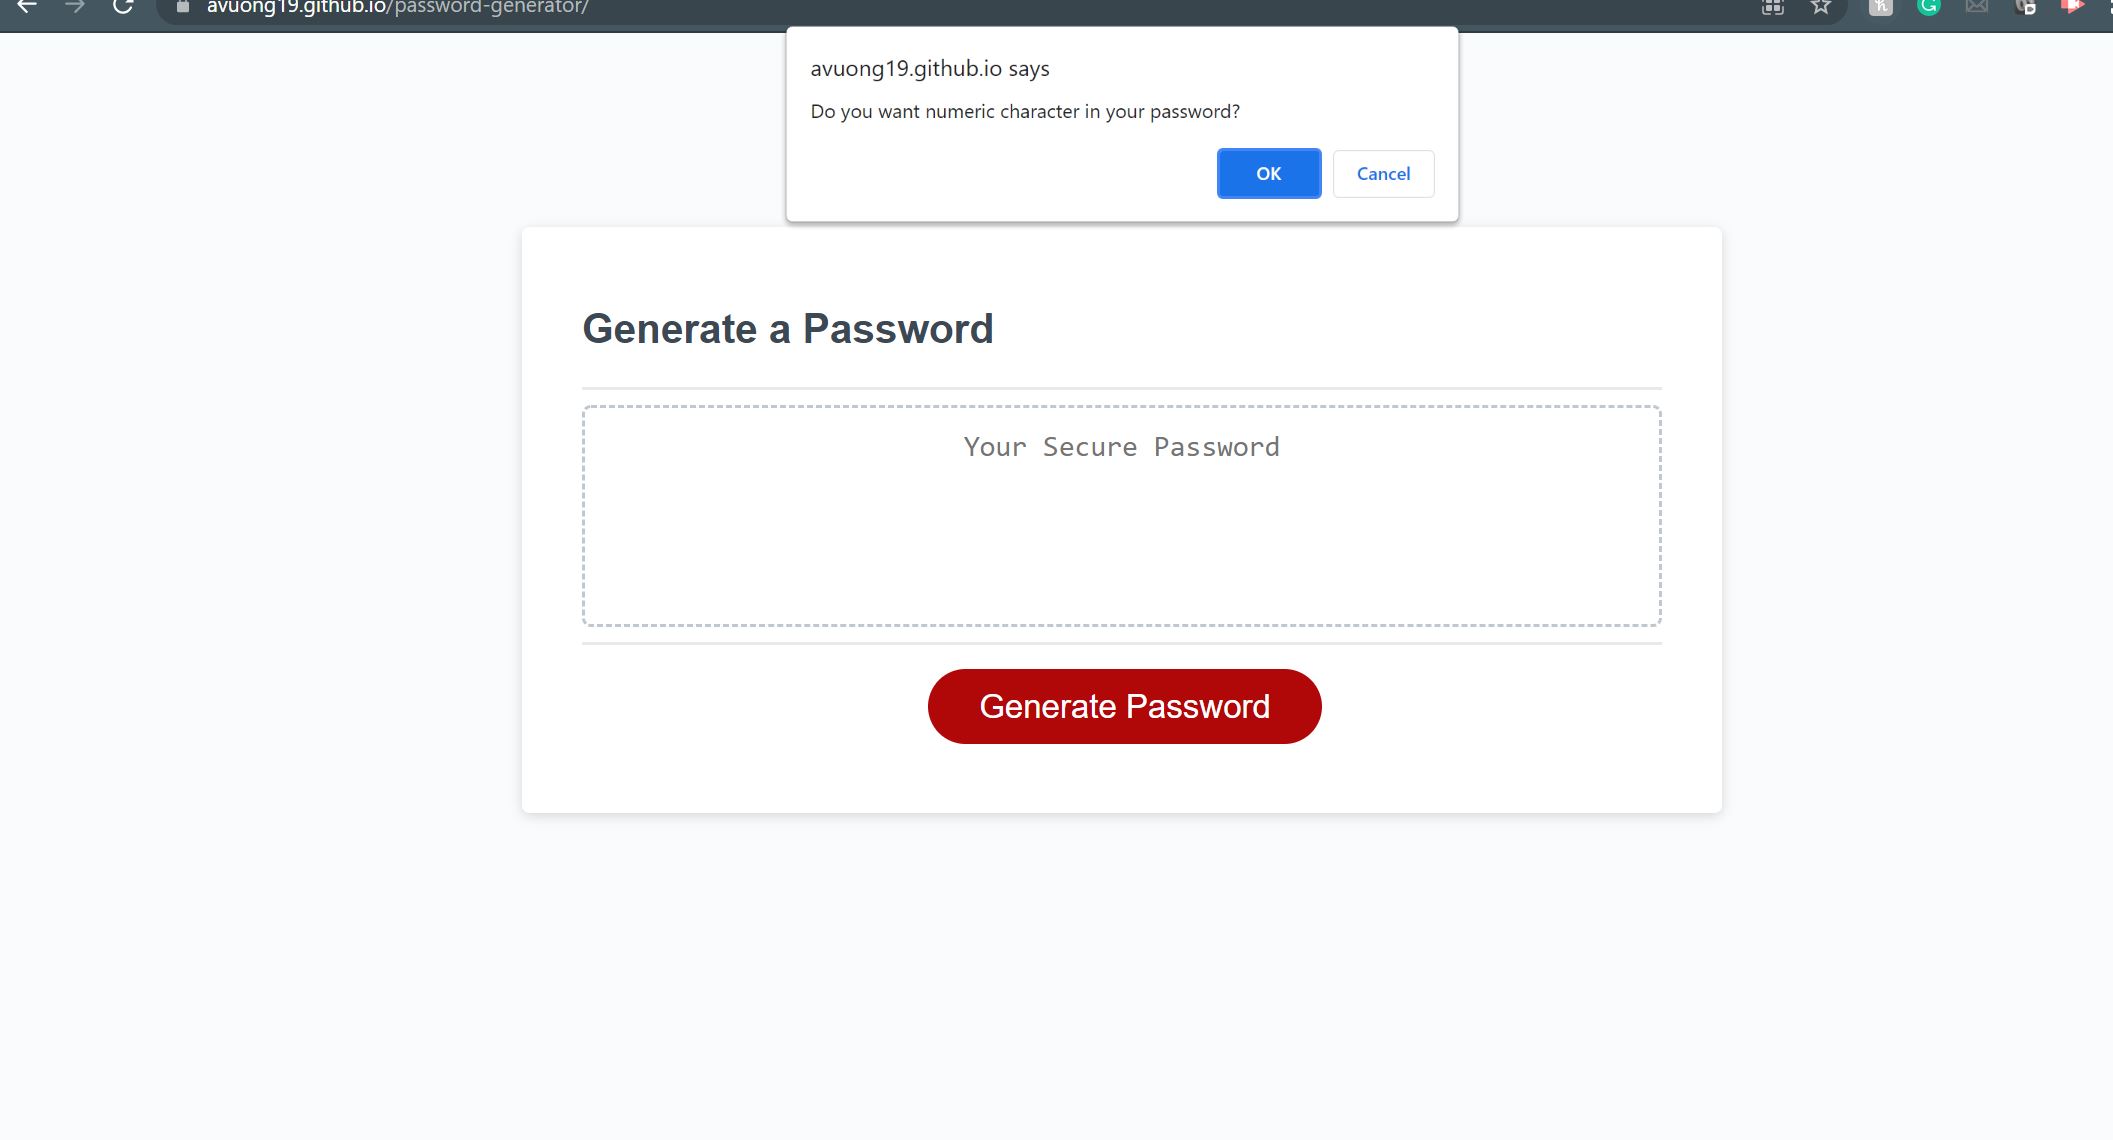 avuong19.github.io/password-generator/
avuong19.github.io says
Do you want numeric character in your password?
OK
Cancel
Generate a Password
Your Secure Password
Generate Password